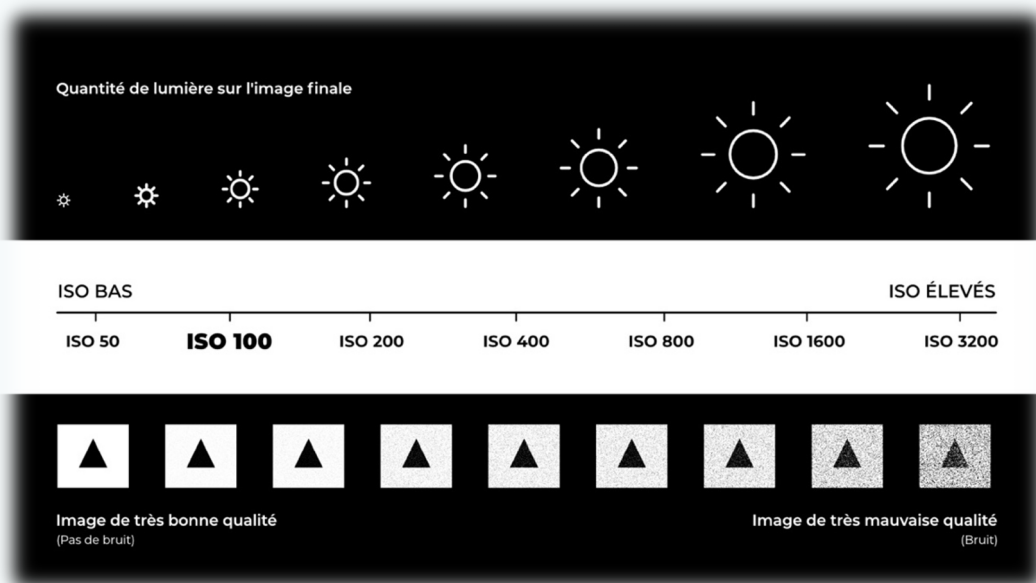 Quantité de lumière sur l'image finale
ISO BAS
ISO ÉLEVÉS
ISO 50
ISO 100
ISO 200
ISO 400
ISO 800
ISO 1600
ISO 3200
Image de très bonne qualité
(Pas de bruit)
Image de très mauvaise qualité
(Bruit)